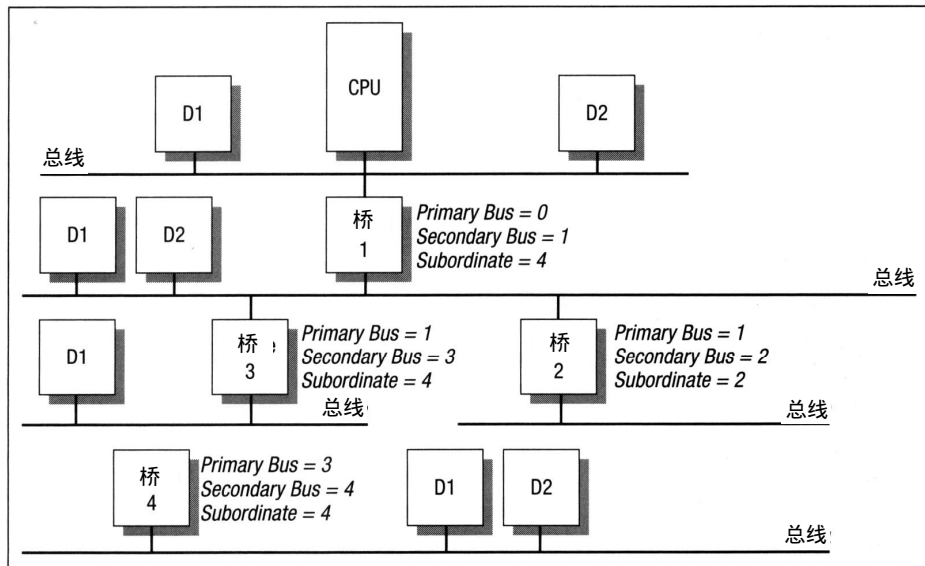 CPU
D1
D2
总线
D1
D2
桥
1
Primary Bus = 0
Secondary Bus = 1
Subordinate = 4
总线
D1
桥
3
Primary Bus = 1
Secondary Bus = 3
Subordinate = 4
桥
2
Primary Bus = 1
Secondary Bus = 2
Subordinate = 2
总线
总线
桥
4
Primary Bus = 3
Secondary Bus = 4
Subordinate = 4
D1
D2
总线